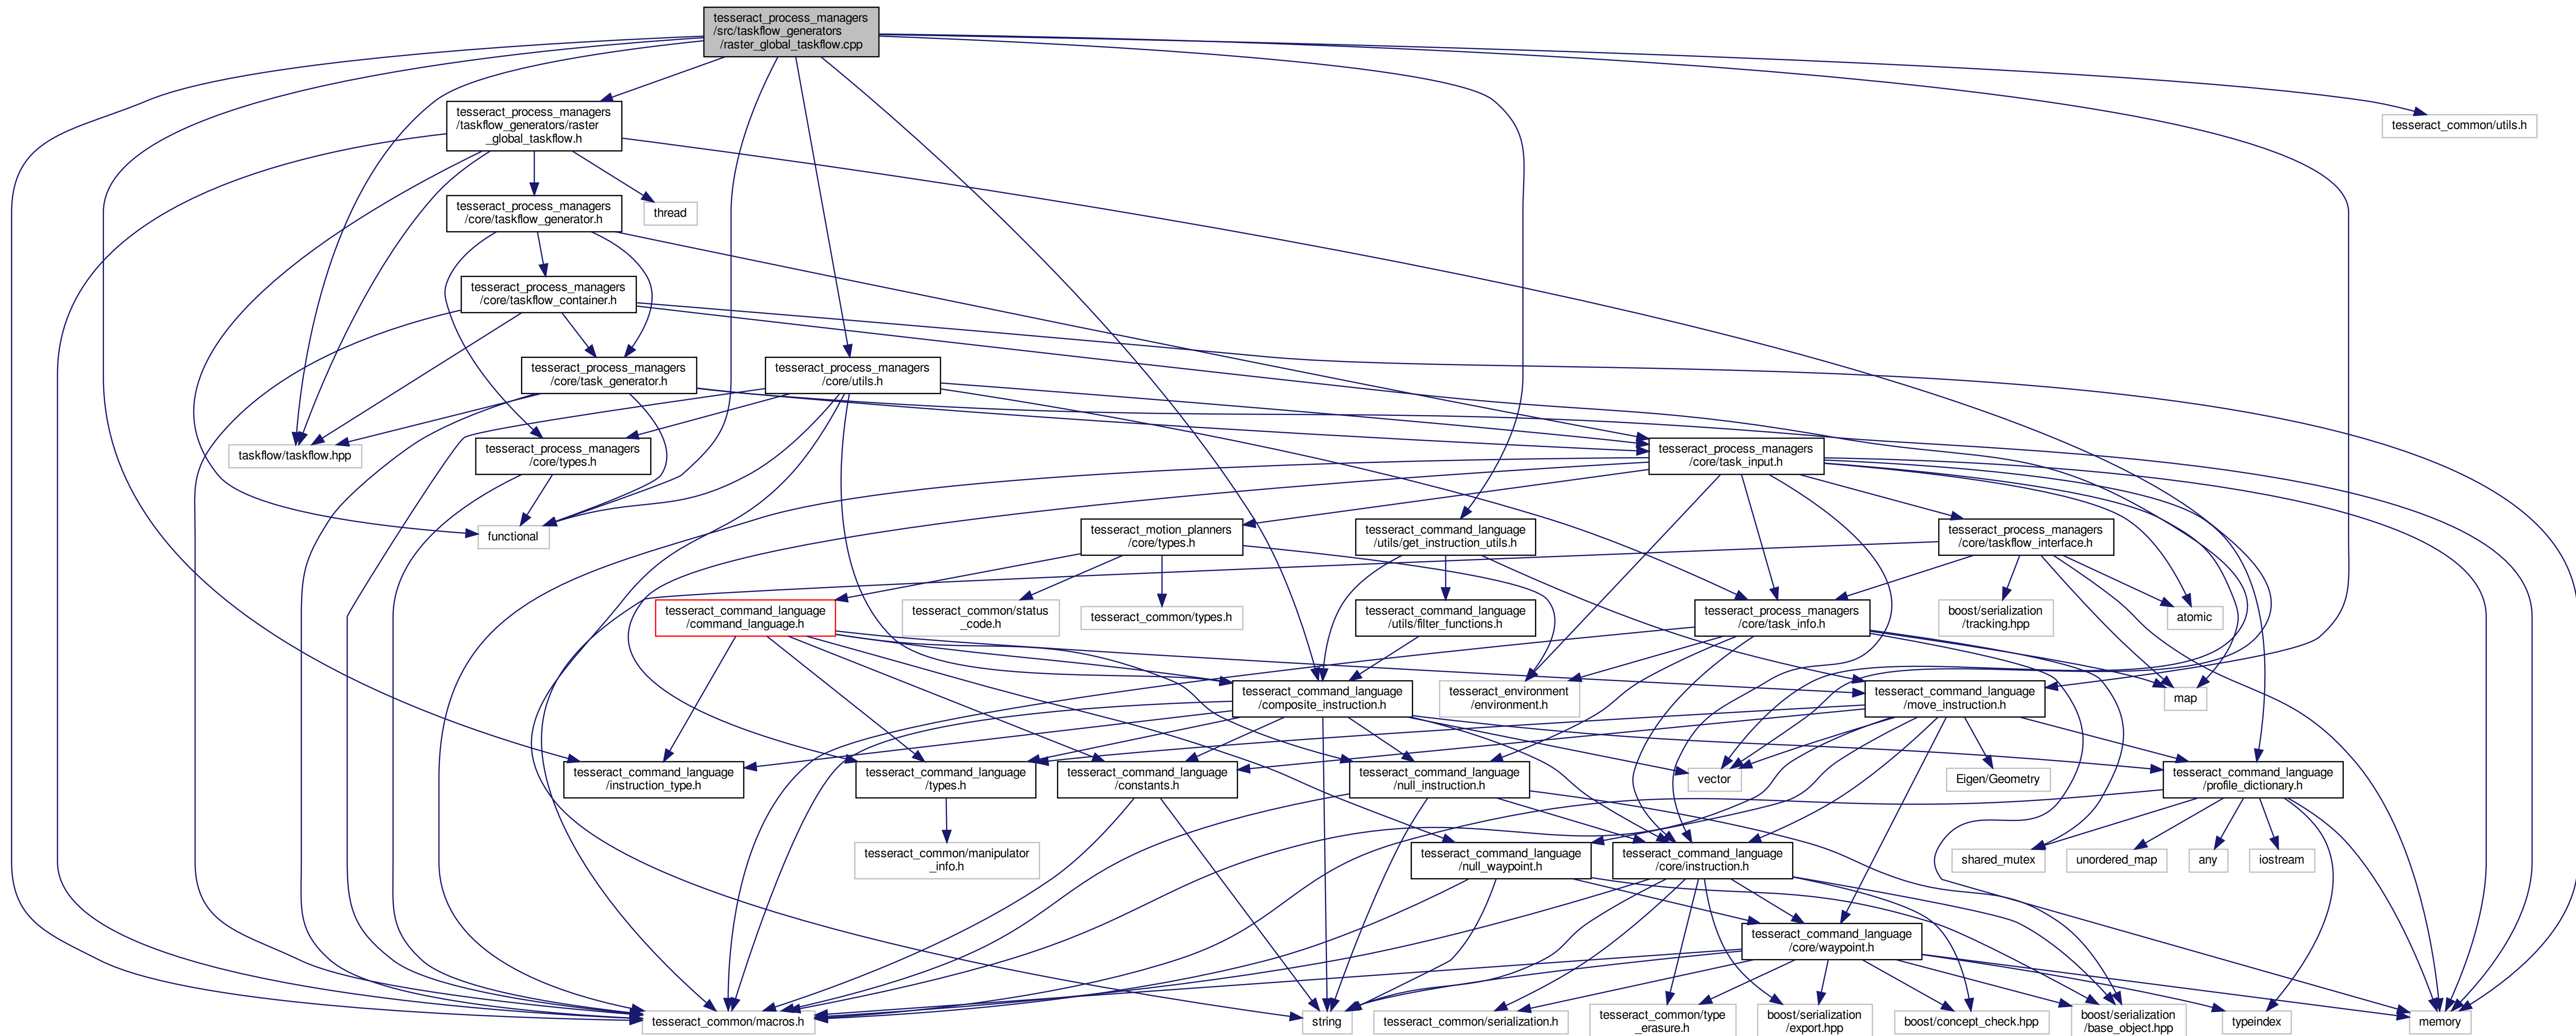 tesseract_process_managers
/src/taskflow_generators
/raster_global_taskflow.cpp
tesseract_process_managers
/taskflow_generators/raster
_global_taskflow.h
tesseract_common/utils.h
tesseract_process_managers
/core/taskflow_generator.h
thread
tesseract_process_managers
/core/taskflow_container.h
tesseract_process_managers
/core/task_generator.h
tesseract_process_managers
/core/utils.h
taskflow/taskflow.hpp
tesseract_process_managers
/core/types.h
tesseract_process_managers
/core/task_input.h
functional
tesseract_motion_planners
/core/types.h
tesseract_command_language
/utils/get_instruction_utils.h
tesseract_process_managers
/core/taskflow_interface.h
tesseract_command_language
/command_language.h
tesseract_common/status
_code.h
tesseract_common/types.h
tesseract_command_language
/utils/filter_functions.h
tesseract_process_managers
/core/task_info.h
boost/serialization
/tracking.hpp
atomic
tesseract_command_language
/composite_instruction.h
tesseract_environment
/environment.h
tesseract_command_language
/move_instruction.h
map
tesseract_command_language
/instruction_type.h
tesseract_command_language
/types.h
tesseract_command_language
/constants.h
tesseract_command_language
/null_instruction.h
vector
Eigen/Geometry
tesseract_command_language
/profile_dictionary.h
tesseract_common/manipulator
_info.h
tesseract_command_language
/null_waypoint.h
tesseract_command_language
/core/instruction.h
shared_mutex
unordered_map
any
iostream
tesseract_command_language
/core/waypoint.h
tesseract_common/macros.h
string
tesseract_common/serialization.h
tesseract_common/type
_erasure.h
boost/serialization
/export.hpp
boost/concept_check.hpp
boost/serialization
/base_object.hpp
typeindex
memory